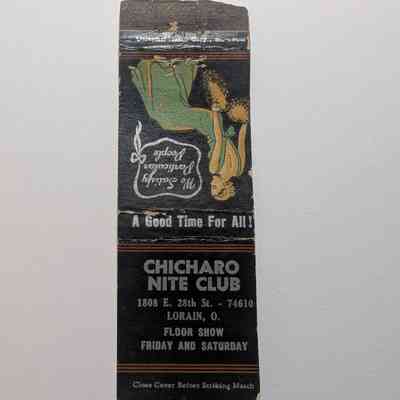 We Satisfy
Particular
People
A Good Time For All!
CHICHARO
NITE CLUB
1808 E. 28th St. - 74610
LORAIN, O.
FLOOR SHOW
FRIDAY AND SATURDAY
Close Cover Before Striking Match